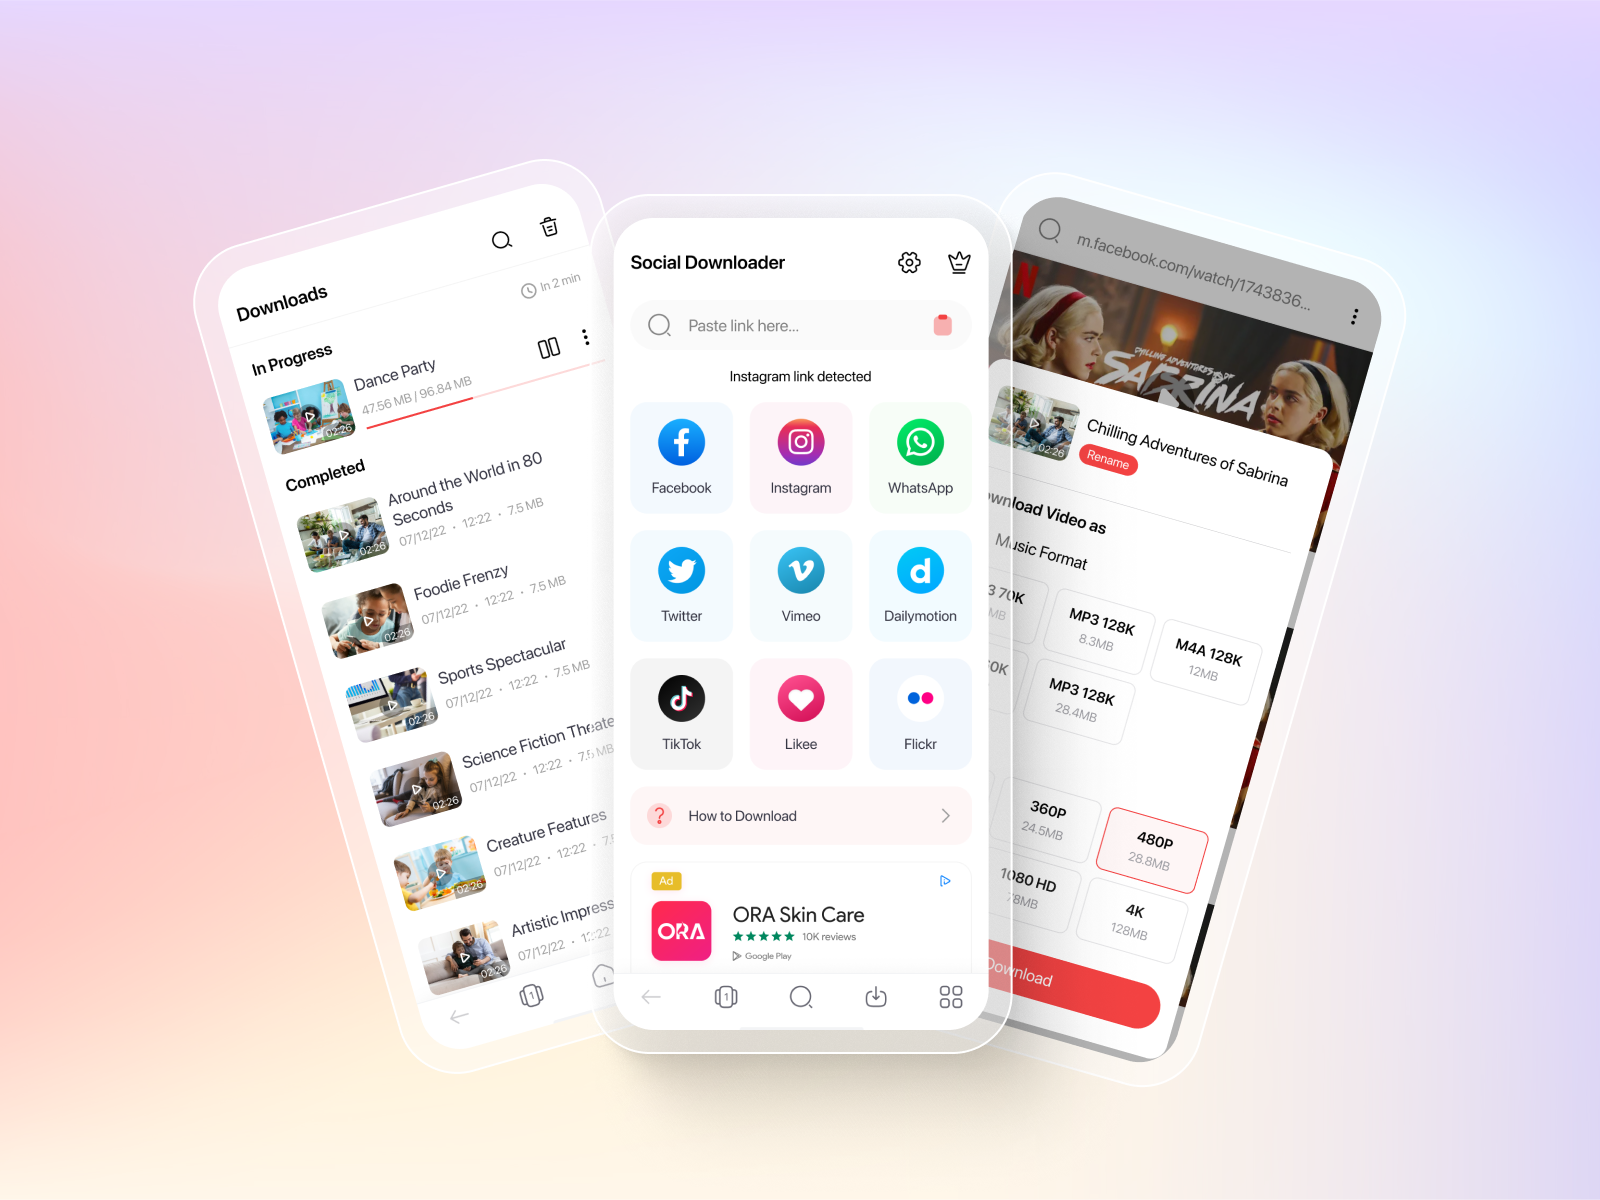 Downloads
In 2 min
In Progress
Dance Party
47.56 MB / 96.84 MB
02:26
Completed
Around the World in 80
Seconds
07/12/22 • 12:22 • 7.5 MB
02:26
Foodie Frenzy
07/12/22 • 12:22 • 7.5 MB
02:26
Sports Spectacular
07/12/22 • 12:22 • 7.5 MB
02:26
Science Fiction Theate
07/12/22 • 12:22 • 7.5 MB
02:26
Creature Features
07/12/22 • 12:22 • 7.
02:26
Artistic Impress
07/12/22 • 12:22
02:26
1
Social Downloader
Paste link here...
Instagram link detected
Facebook
Instagram
WhatsApp
Twitter
Vimeo
Dailymotion
TikTok
Likee
Flickr
? How to Download
Ad
ORA
ORA Skin Care
10K reviews
Google Play
1
m.facebook.com/watch/1743836...
N
CHILLING ADVENTURES OF
SABRINA
02:26
Chilling Adventures of Sabrina
Rename
ownload Video as
Music Format
3 70K
MB
MP3 128K
8.3MB
M4A 128K
12MB
60K
MP3 128K
28.4MB
360P
24.5MB
480P
28.8MB
1080 HD
78MB
4K
128MB
Download